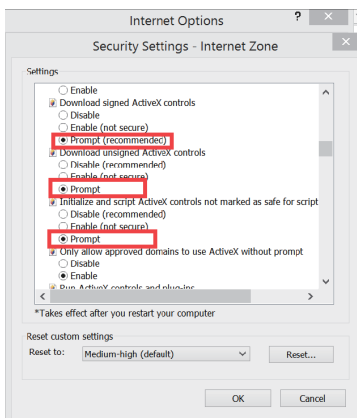 Internet Options
Security Settings - Internet Zone
Settings
Enable
Download signed ActiveX controls
Disable
Enable (not secure)
Prompt (recommended)
Download unsigned ActiveX controls
Disable (recommended)
Enable (not secure)
Prompt
Initialize and script ActiveX controls not marked as safe for script
Disable (recommended)
Enable (not secure)
Prompt
Only allow approved domains to use ActiveX without prompt
Disable
Enable
Run ActiveX controls and plug-ins
*Takes effect after you restart your computer
Reset custom settings
Reset to: Medium-high (default) Reset...
OK Cancel